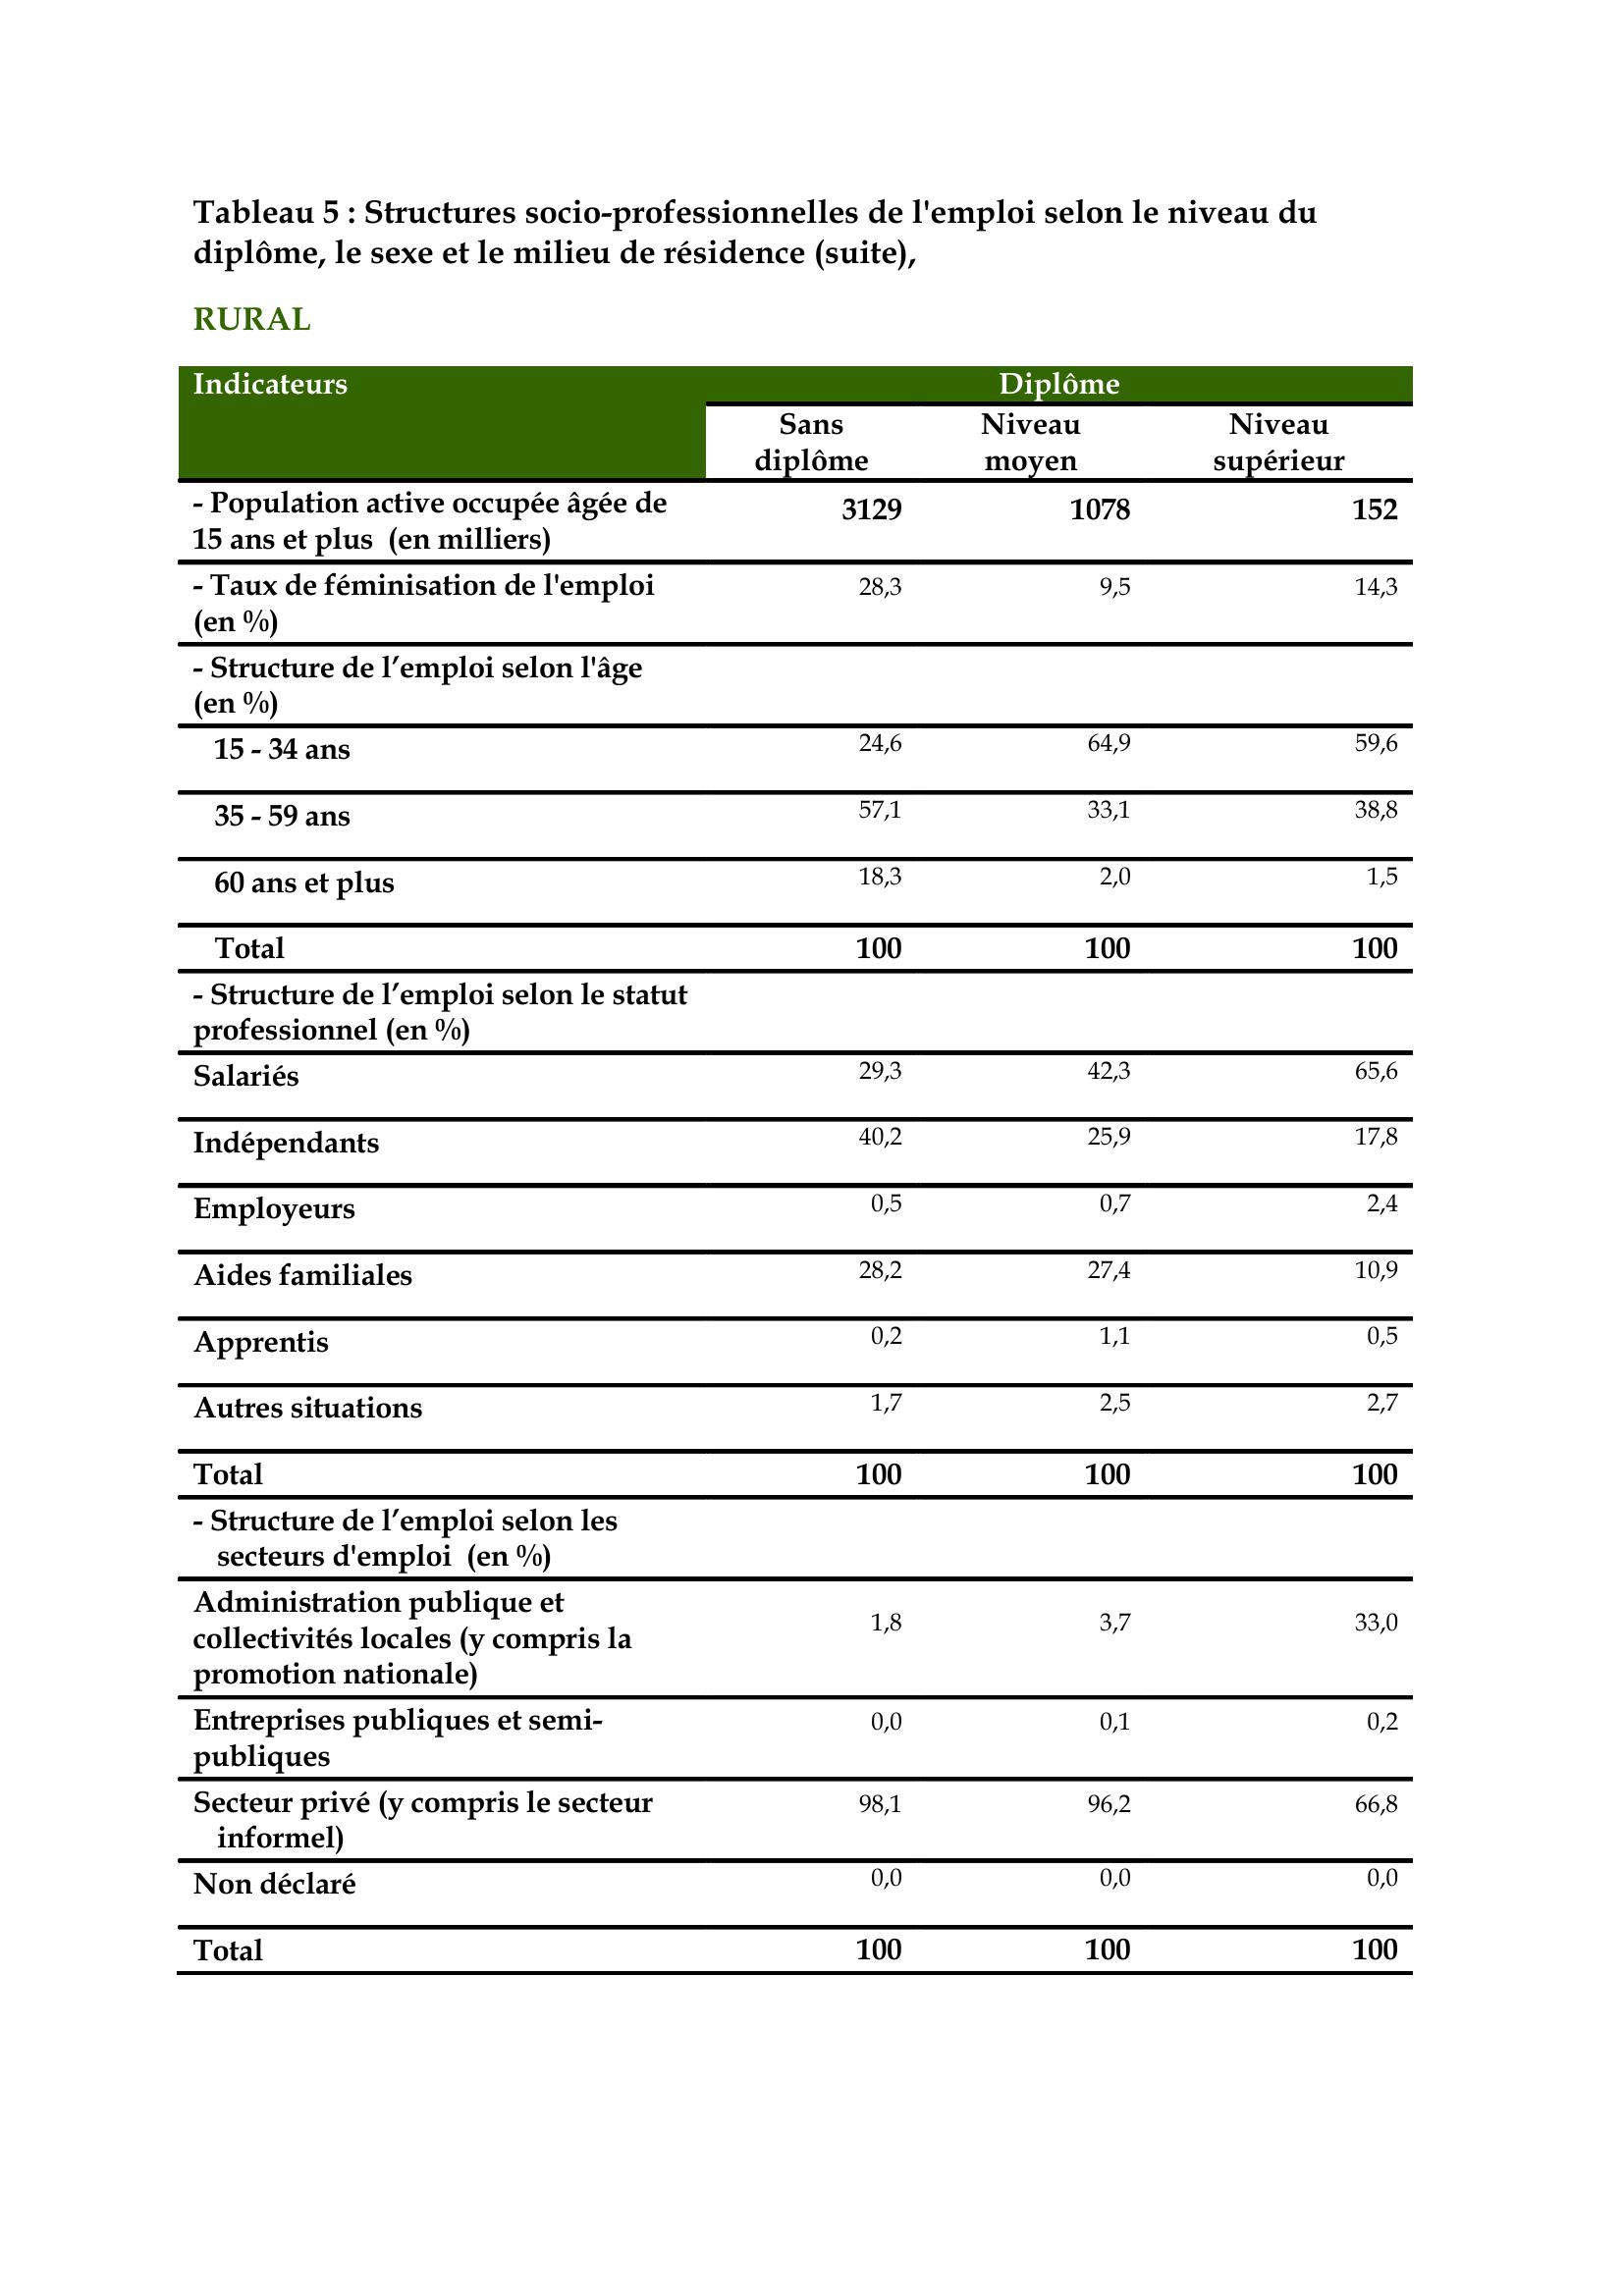 Tableau 5 : Structures socio-professionnelles de l'emploi selon le niveau du
diplôme, le sexe et le milieu de résidence (suite),
RURAL
Indicateurs Diplôme
Sans diplôme Niveau moyen Niveau supérieur
- Population active occupée âgée de
15 ans et plus  (en milliers) 3129 1078 152
- Taux de féminisation de l'emploi
(en %) 28,3 9,5 14,3
- Structure de l’emploi selon l'âge
(en %)
15 - 34 ans 24,6 64,9 59,6
35 - 59 ans 57,1 33,1 38,8
60 ans et plus 18,3 2,0 1,5
Total 100 100 100
- Structure de l’emploi selon le statut
professionnel (en %)
Salariés 29,3 42,3 65,6
Indépendants 40,2 25,9 17,8
Employeurs 0,5 0,7 2,4
Aides familiales 28,2 27,4 10,9
Apprentis 0,2 1,1 0,5
Autres situations 1,7 2,5 2,7
Total 100 100 100
- Structure de l’emploi selon les
secteurs d'emploi  (en %)
Administration publique et
collectivités locales (y compris la
promotion nationale) 1,8 3,7 33,0
Entreprises publiques et semi-
publiques 0,0 0,1 0,2
Secteur privé (y compris le secteur
informel) 98,1 96,2 66,8
Non déclaré 0,0 0,0 0,0
Total 100 100 100